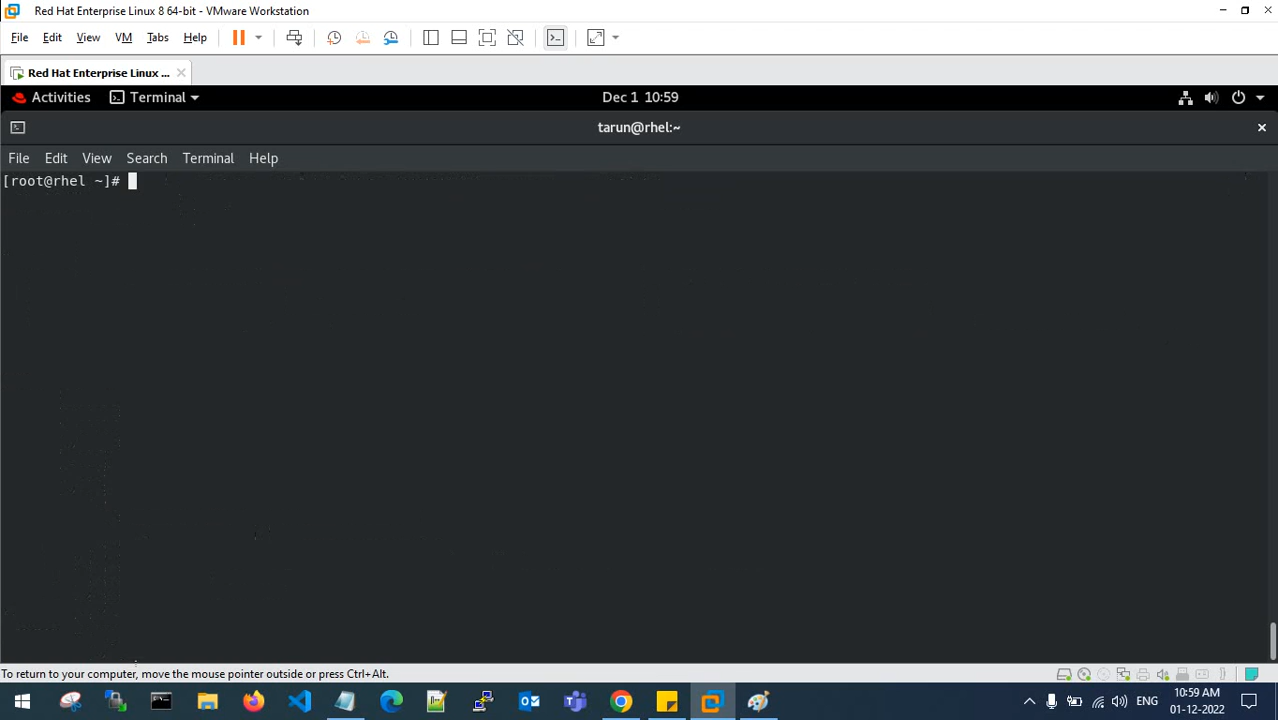 Red Hat Enterprise Linux 8 64-bit - VMware Workstation
File Edit View VM Tabs Help
Red Hat Enterprise Linux ...
Activities Terminal Dec 1 10:59
tarun@rhel:~
File Edit View Search Terminal Help
[root@rhel ~]#
To return to your computer, move the mouse pointer outside or press Ctrl+Alt.
ENG 10:59 AM
01-12-2022